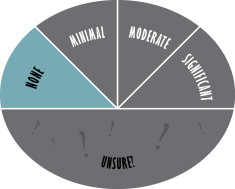 NONE
MINIMAL
MODERATE
SIGNIFICANT
UNSURE?